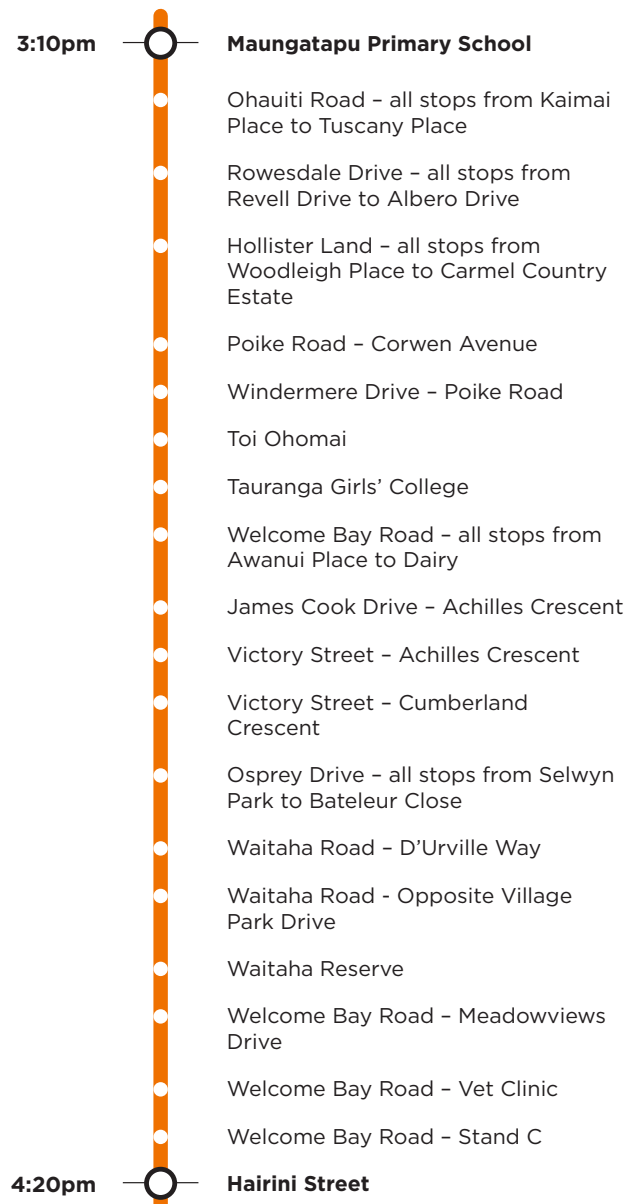 3:10pm Maungatapu Primary School
Ohauiti Road – all stops from Kaimai
Place to Tuscany Place
Rowesdale Drive – all stops from
Revell Drive to Albero Drive
Hollister Land – all stops from
Woodleigh Place to Carmel Country
Estate
Poike Road – Corwen Avenue
Windermere Drive – Poike Road
Toi Ohomai
Tauranga Girls’ College
Welcome Bay Road – all stops from
Awanui Place to Dairy
James Cook Drive – Achilles Crescent
Victory Street – Achilles Crescent
Victory Street – Cumberland
Crescent
Osprey Drive – all stops from Selwyn
Park to Bateleur Close
Waitaha Road – D’Urville Way
Waitaha Road - Opposite Village
Park Drive
Waitaha Reserve
Welcome Bay Road – Meadowviews
Drive
Welcome Bay Road – Vet Clinic
Welcome Bay Road – Stand C
4:20pm Hairini Street